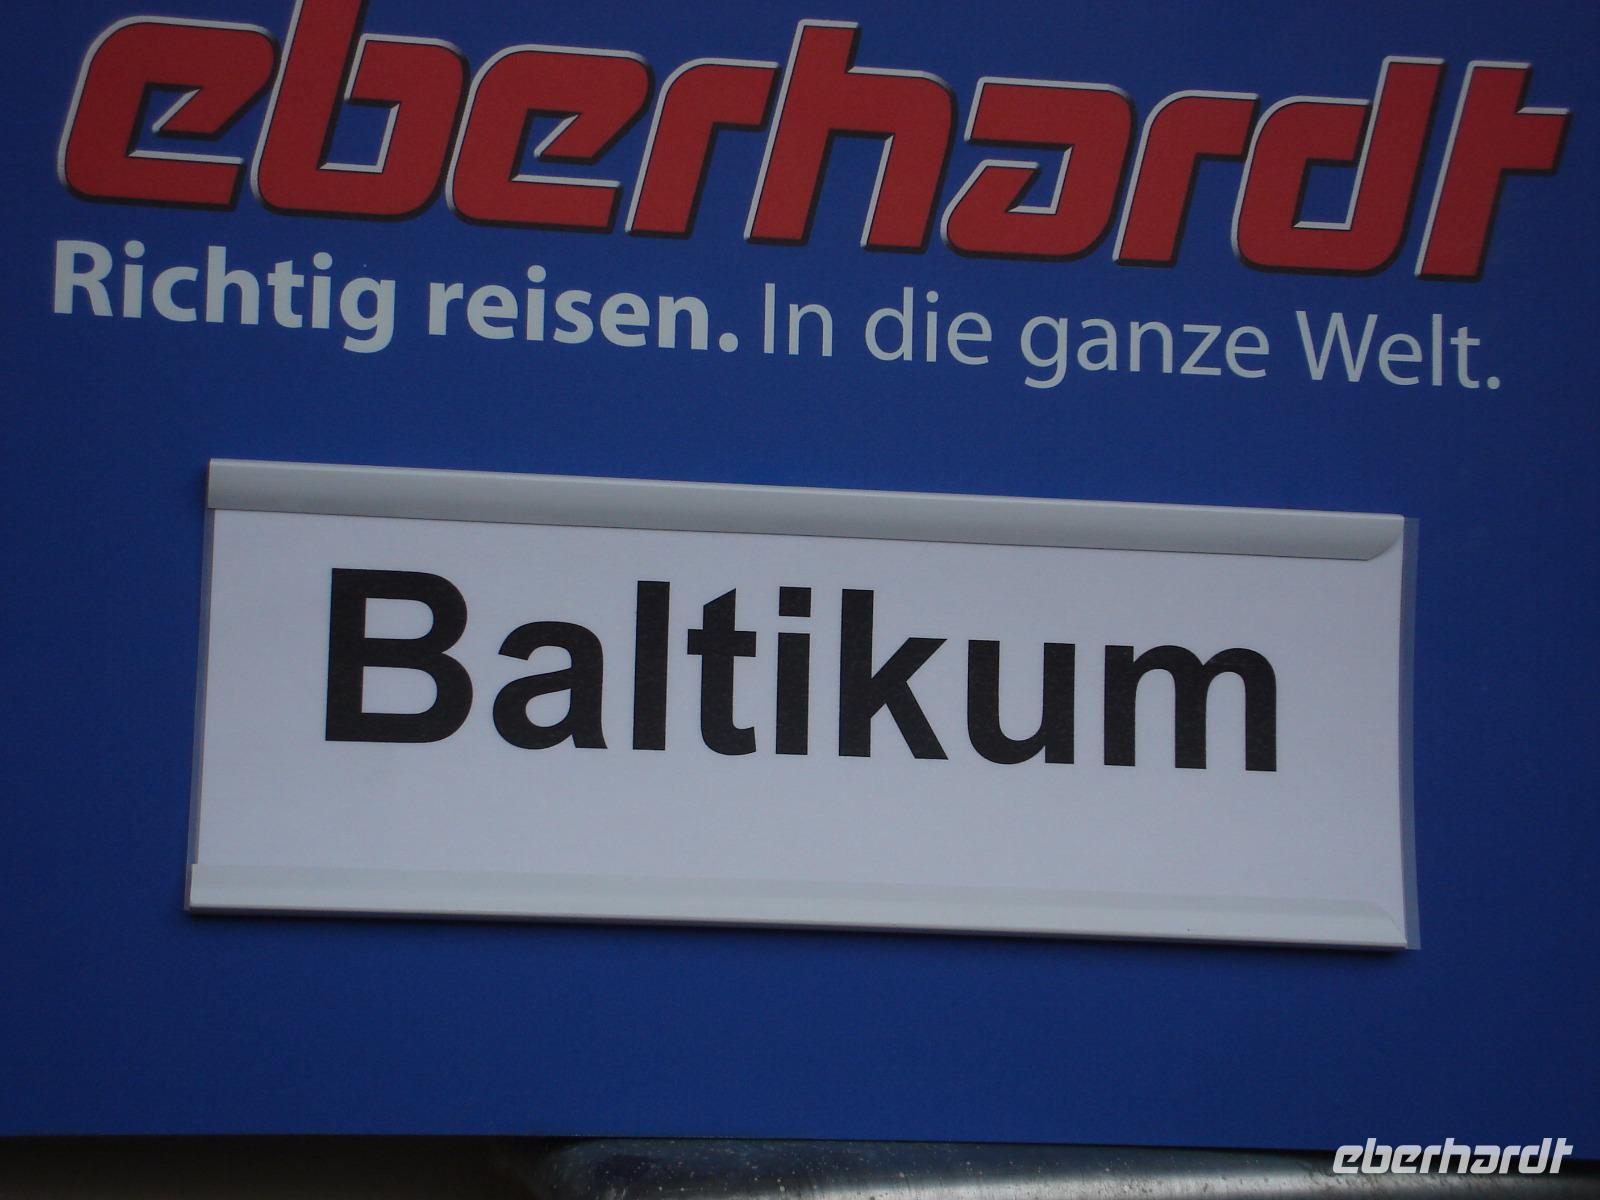 eberhardt
Richtig reisen. In die ganze Welt.
Baltikum
eberhardt